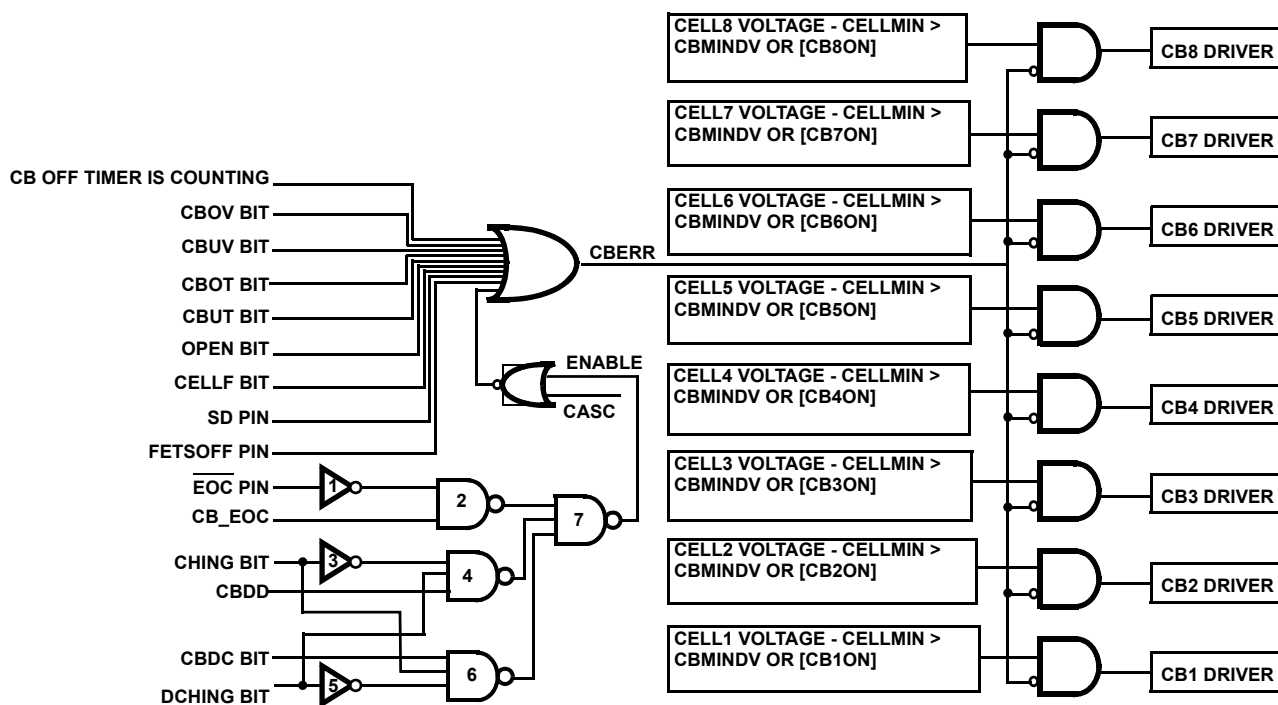 CELL8 VOLTAGE - CELLMIN >
CBMINDV OR [CB8ON]
CB8 DRIVER
CELL7 VOLTAGE - CELLMIN >
CBMINDV OR [CB7ON]
CB7 DRIVER
CB OFF TIMER IS COUNTING
CBOV BIT
CBUV BIT
CBOT BIT
CBUT BIT
OPEN BIT
CELLF BIT
SD PIN
FETSOFF PIN
EOC PIN
CB_EOC
CHING BIT
CBDD
CBDC BIT
DCHING BIT
1
2
3
4
5
6
7
CBERR
ENABLE
CASC
CELL6 VOLTAGE - CELLMIN >
CBMINDV OR [CB6ON]
CB6 DRIVER
CELL5 VOLTAGE - CELLMIN >
CBMINDV OR [CB5ON]
CB5 DRIVER
CELL4 VOLTAGE - CELLMIN >
CBMINDV OR [CB4ON]
CB4 DRIVER
CELL3 VOLTAGE - CELLMIN >
CBMINDV OR [CB3ON]
CB3 DRIVER
CELL2 VOLTAGE - CELLMIN >
CBMINDV OR [CB2ON]
CB2 DRIVER
CELL1 VOLTAGE - CELLMIN >
CBMINDV OR [CB1ON]
CB1 DRIVER